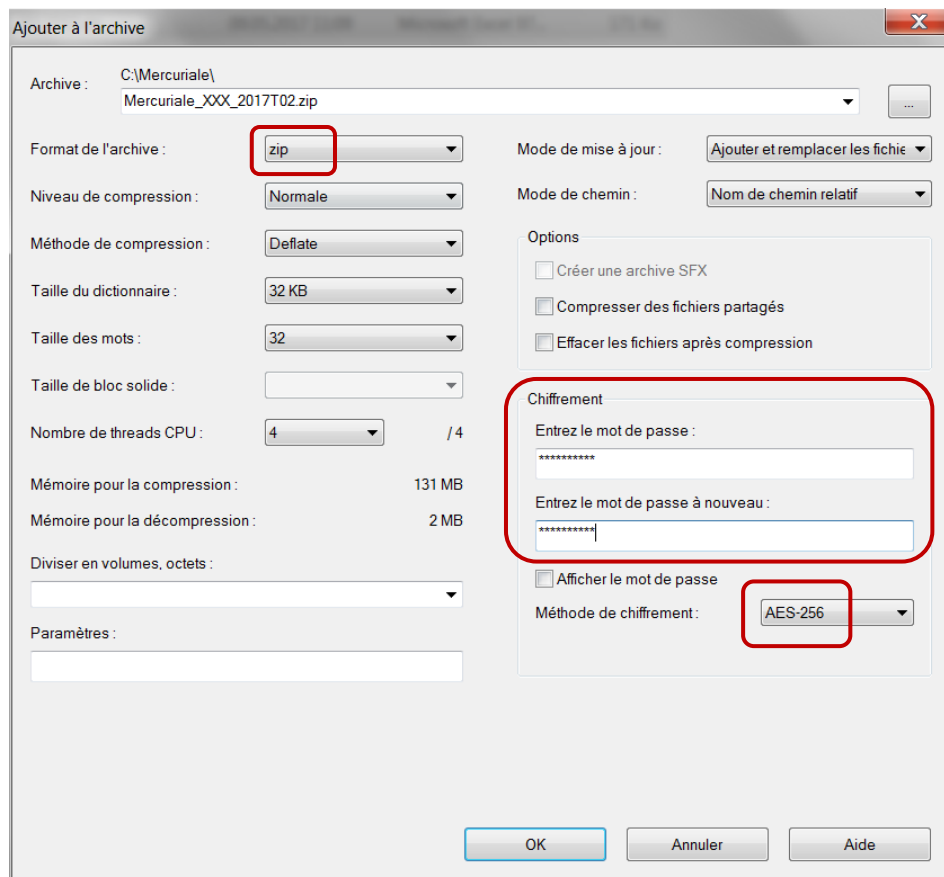 Ajouter à l'archive
Archive :
C:\Mercuriale\
Mercuriale_XXX_2017T02.zip
...
Format de l'archive :
zip
Niveau de compression :
Normale
Méthode de compression :
Deflate
Taille du dictionnaire :
32 KB
Taille des mots :
32
Taille de bloc solide :
Nombre de threads CPU :
4
/ 4
Mémoire pour la compression :
131 MB
Mémoire pour la décompression :
2 MB
Diviser en volumes, octets :
Paramètres :
Mode de mise à jour :
Ajouter et remplacer les fichie
Mode de chemin :
Nom de chemin relatif
Options
Créer une archive SFX
Compresser des fichiers partagés
Effacer les fichiers après compression
Chiffrement
Entrez le mot de passe :
**********
Entrez le mot de passe à nouveau :
**********
Afficher le mot de passe
Méthode de chiffrement :
AES-256
OK
Annuler
Aide